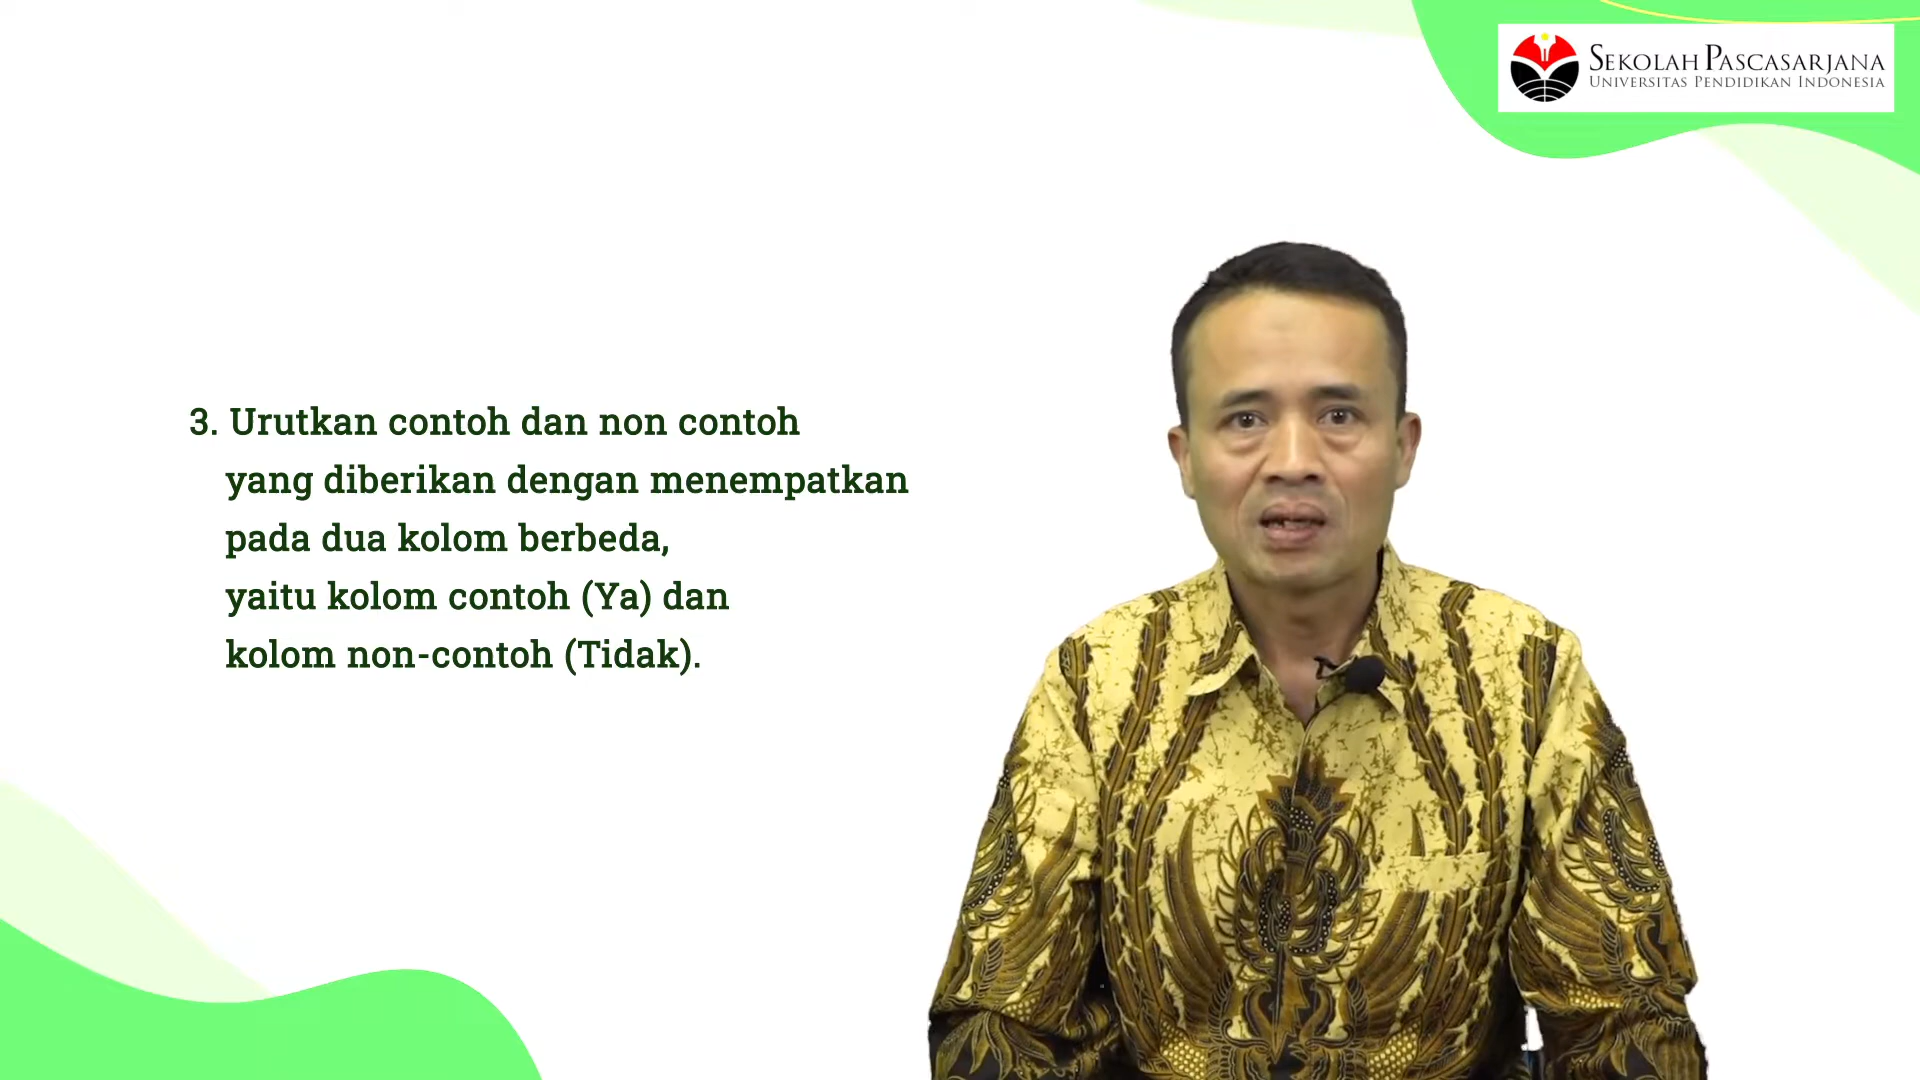 SEKOLAH PASCASARJANA
UNIVERSITAS PENDIDIKAN INDONESIA
3. Urutkan contoh dan non contoh
yang diberikan dengan menempatkan
pada dua kolom berbeda,
yaitu kolom contoh (Ya) dan
kolom non-contoh (Tidak).